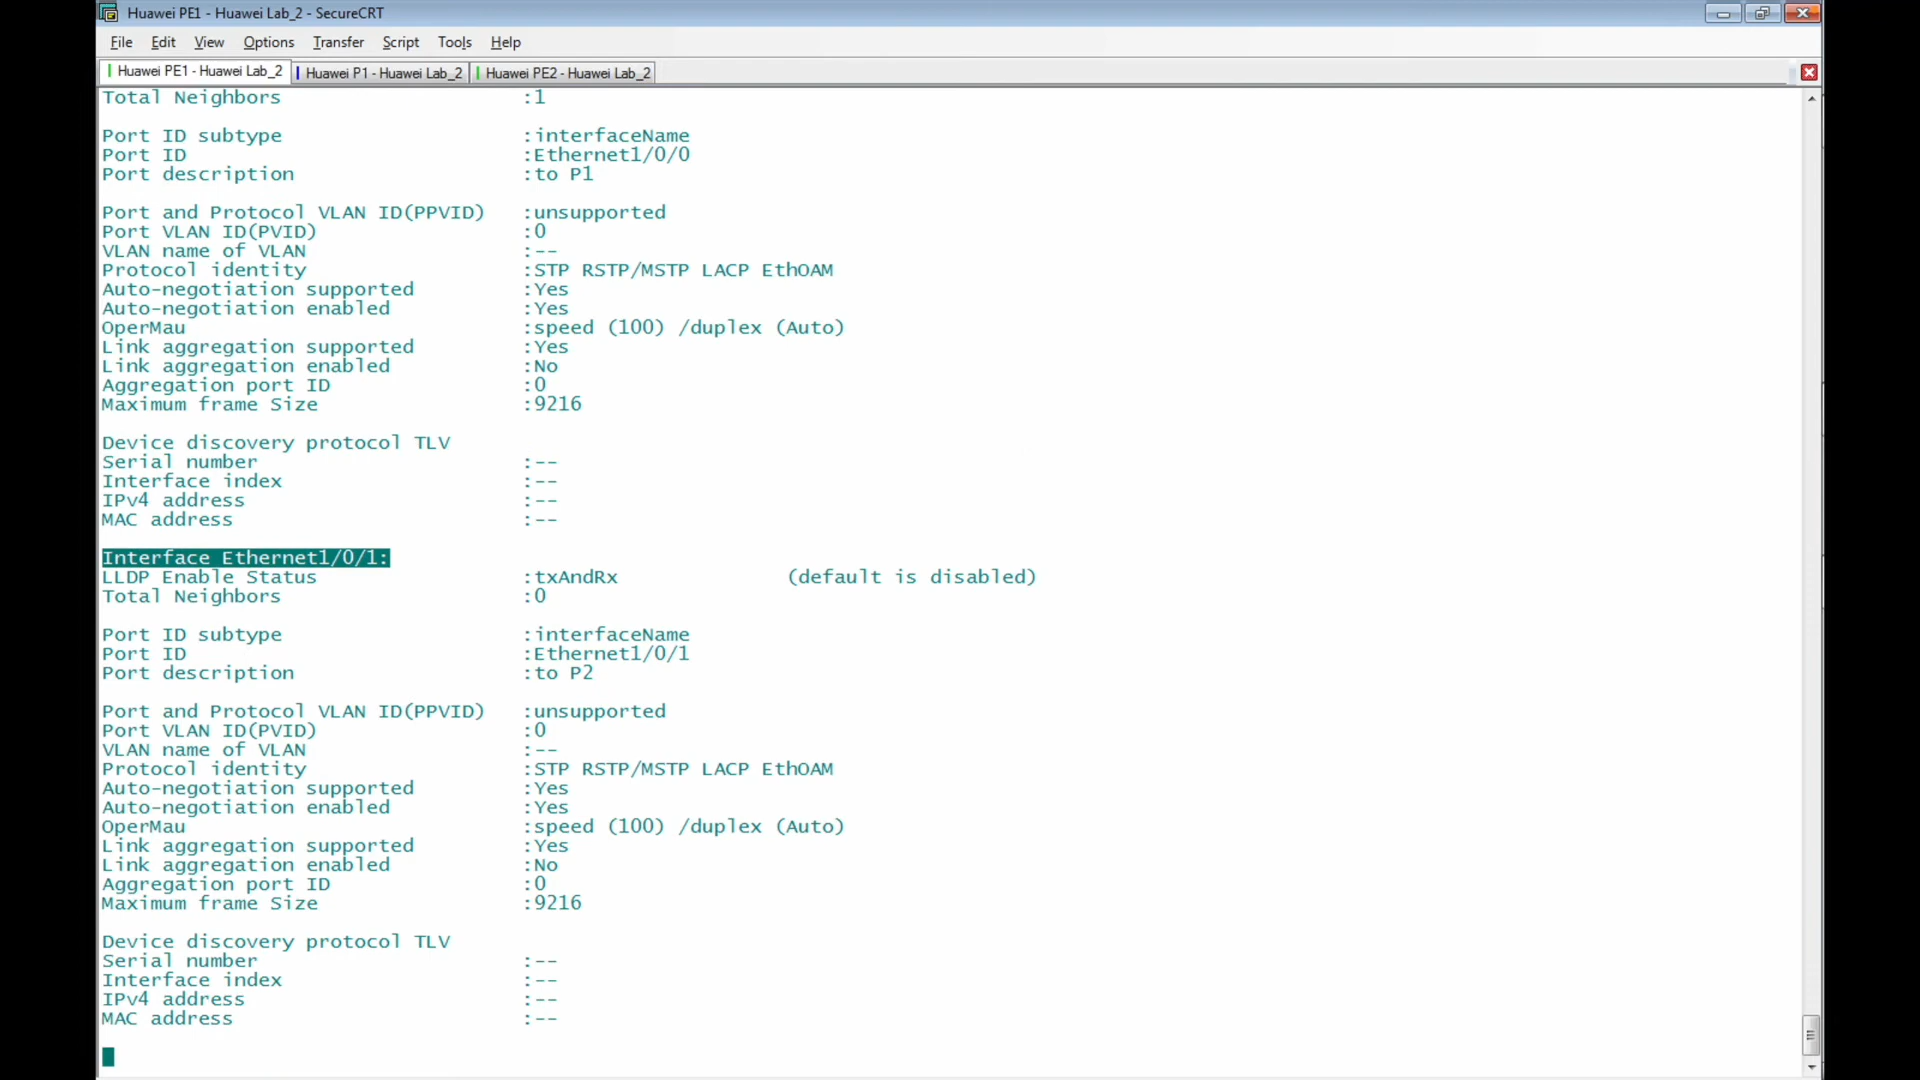 Huawei PE1 - Huawei Lab_2 - SecureCRT
File Edit View Options Transfer Script Tools Help
Huawei PE1 - Huawei Lab_2 Huawei P1 - Huawei Lab_2 Huawei PE2 - Huawei Lab_2
Total Neighbors :1
Port ID subtype :interfaceName
Port ID :Ethernet1/0/0
Port description :to P1
Port and Protocol VLAN ID(PPVID) :unsupported
Port VLAN ID(PVID) :0
VLAN name of VLAN :--
Protocol identity :STP RSTP/MSTP LACP EthOAM
Auto-negotiation supported :Yes
Auto-negotiation enabled :Yes
OperMau :speed (100) /duplex (Auto)
Link aggregation supported :Yes
Link aggregation enabled :No
Aggregation port ID :0
Maximum frame Size :9216
Device discovery protocol TLV
Serial number :--
Interface index :--
IPv4 address :--
MAC address :--
Interface Ethernet1/0/1:
LLDP Enable Status :txAndRx (default is disabled)
Total Neighbors :0
Port ID subtype :interfaceName
Port ID :Ethernet1/0/1
Port description :to P2
Port and Protocol VLAN ID(PPVID) :unsupported
Port VLAN ID(PVID) :0
VLAN name of VLAN :--
Protocol identity :STP RSTP/MSTP LACP EthOAM
Auto-negotiation supported :Yes
Auto-negotiation enabled :Yes
OperMau :speed (100) /duplex (Auto)
Link aggregation supported :Yes
Link aggregation enabled :No
Aggregation port ID :0
Maximum frame Size :9216
Device discovery protocol TLV
Serial number :--
Interface index :--
IPv4 address :--
MAC address :--